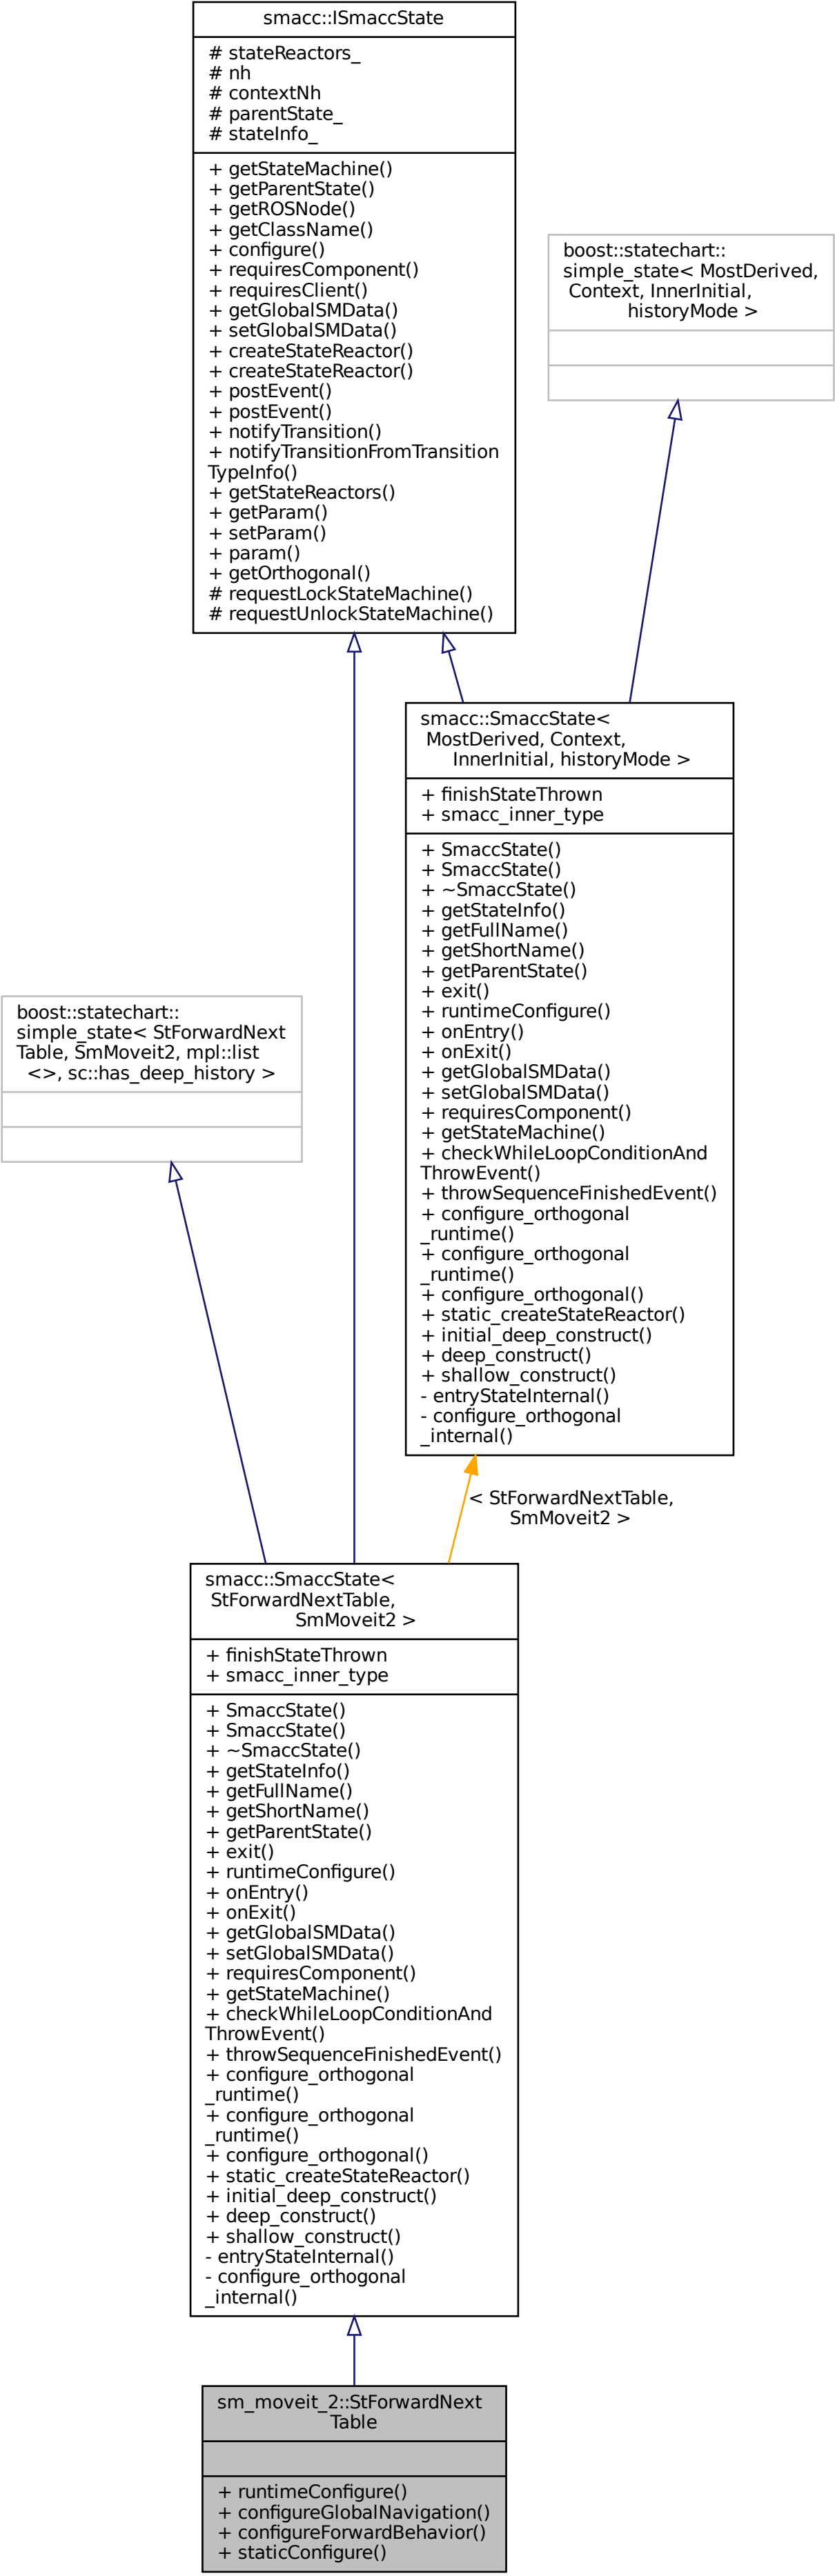 smacc::ISmaccState
# stateReactors_
# nh
# contextNh
# parentState_
# stateInfo_
+ getStateMachine()
+ getParentState()
+ getROSNode()
+ getClassName()
+ configure()
+ requiresComponent()
+ requiresClient()
+ getGlobalSMData()
+ setGlobalSMData()
+ createStateReactor()
+ createStateReactor()
+ postEvent()
+ postEvent()
+ notifyTransition()
+ notifyTransitionFromTransition
TypeInfo()
+ getStateReactors()
+ getParam()
+ setParam()
+ param()
+ getOrthogonal()
# requestLockStateMachine()
# requestUnlockStateMachine()
boost::statechart::
simple_state< MostDerived,
Context, InnerInitial,
historyMode >
smacc::SmaccState<
MostDerived, Context,
InnerInitial, historyMode >
+ finishStateThrown
+ smacc_inner_type
+ SmaccState()
+ SmaccState()
+ ~SmaccState()
+ getStateInfo()
+ getFullName()
+ getShortName()
+ getParentState()
+ exit()
+ runtimeConfigure()
+ onEntry()
+ onExit()
+ getGlobalSMData()
+ setGlobalSMData()
+ requiresComponent()
+ getStateMachine()
+ checkWhileLoopConditionAnd
ThrowEvent()
+ throwSequenceFinishedEvent()
+ configure_orthogonal
_runtime()
+ configure_orthogonal
_runtime()
+ configure_orthogonal()
+ static_createStateReactor()
+ initial_deep_construct()
+ deep_construct()
+ shallow_construct()
- entryStateInternal()
- configure_orthogonal
_internal()
boost::statechart::
simple_state< StForwardNext
Table, SmMoveit2, mpl::list
<>, sc::has_deep_history >
< StForwardNextTable,
SmMoveit2 >
smacc::SmaccState<
StForwardNextTable,
SmMoveit2 >
+ finishStateThrown
+ smacc_inner_type
+ SmaccState()
+ SmaccState()
+ ~SmaccState()
+ getStateInfo()
+ getFullName()
+ getShortName()
+ getParentState()
+ exit()
+ runtimeConfigure()
+ onEntry()
+ onExit()
+ getGlobalSMData()
+ setGlobalSMData()
+ requiresComponent()
+ getStateMachine()
+ checkWhileLoopConditionAnd
ThrowEvent()
+ throwSequenceFinishedEvent()
+ configure_orthogonal
_runtime()
+ configure_orthogonal
_runtime()
+ configure_orthogonal()
+ static_createStateReactor()
+ initial_deep_construct()
+ deep_construct()
+ shallow_construct()
- entryStateInternal()
- configure_orthogonal
_internal()
sm_moveit_2::StForwardNext
Table
+ runtimeConfigure()
+ configureGlobalNavigation()
+ configureForwardBehavior()
+ staticConfigure()